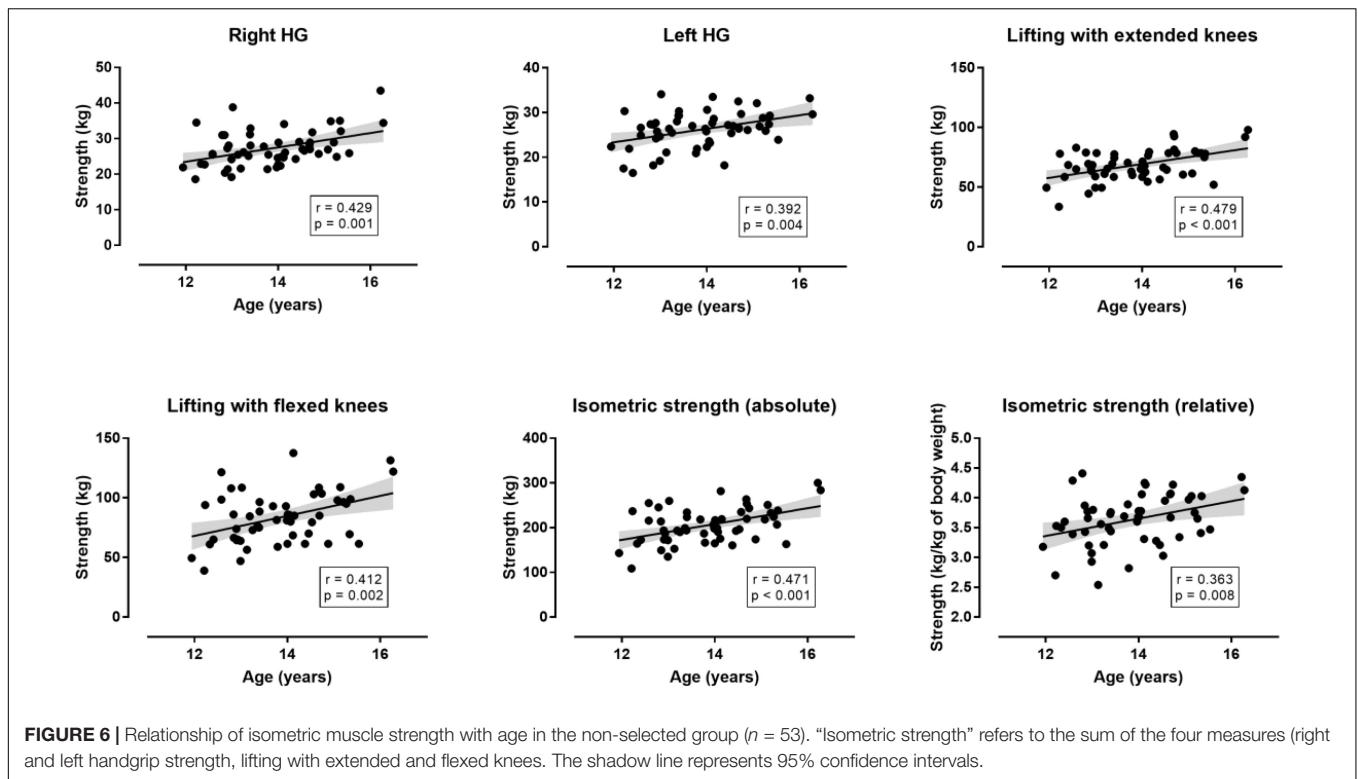 Right HG
Strength (kg)
50
40
30
20
10
0
r = 0.429
p = 0.001
12
14
16
Age (years)
Left HG
Strength (kg)
40
30
20
10
0
r = 0.392
p = 0.004
12
14
16
Age (years)
Lifting with extended knees
Strength (kg)
150
100
50
0
r = 0.479
p < 0.001
12
14
16
Age (years)
Lifting with flexed knees
Strength (kg)
150
100
50
0
r = 0.412
p = 0.002
12
14
16
Age (years)
Isometric strength (absolute)
Strength (kg)
400
300
200
100
0
r = 0.471
p < 0.001
12
14
16
Age (years)
Isometric strength (relative)
Strength (kg/kg of body weight)
5.0
4.5
4.0
3.5
3.0
2.5
2.0
r = 0.363
p = 0.008
12
14
16
Age (years)
FIGURE 6 | Relationship of isometric muscle strength with age in the non-selected group (n = 53). “Isometric strength” refers to the sum of the four measures (right
and left handgrip strength, lifting with extended and flexed knees. The shadow line represents 95% confidence intervals.